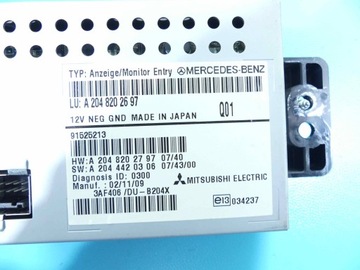 TYP: Anzeige/Monitor Entry MERCEDES-BENZ
LU: A 204 820 26 97
12V NEG GND MADE IN JAPAN Q01
91525213
HW: A 204 820 27 97 07/49
SW: A 204 442 03 06 07/43/00
Diagnosis ID: 0300
Manuf.: 02/11/09 MITSUBISHI ELECTRIC
3AF406 /DU-B204X
e13 034237